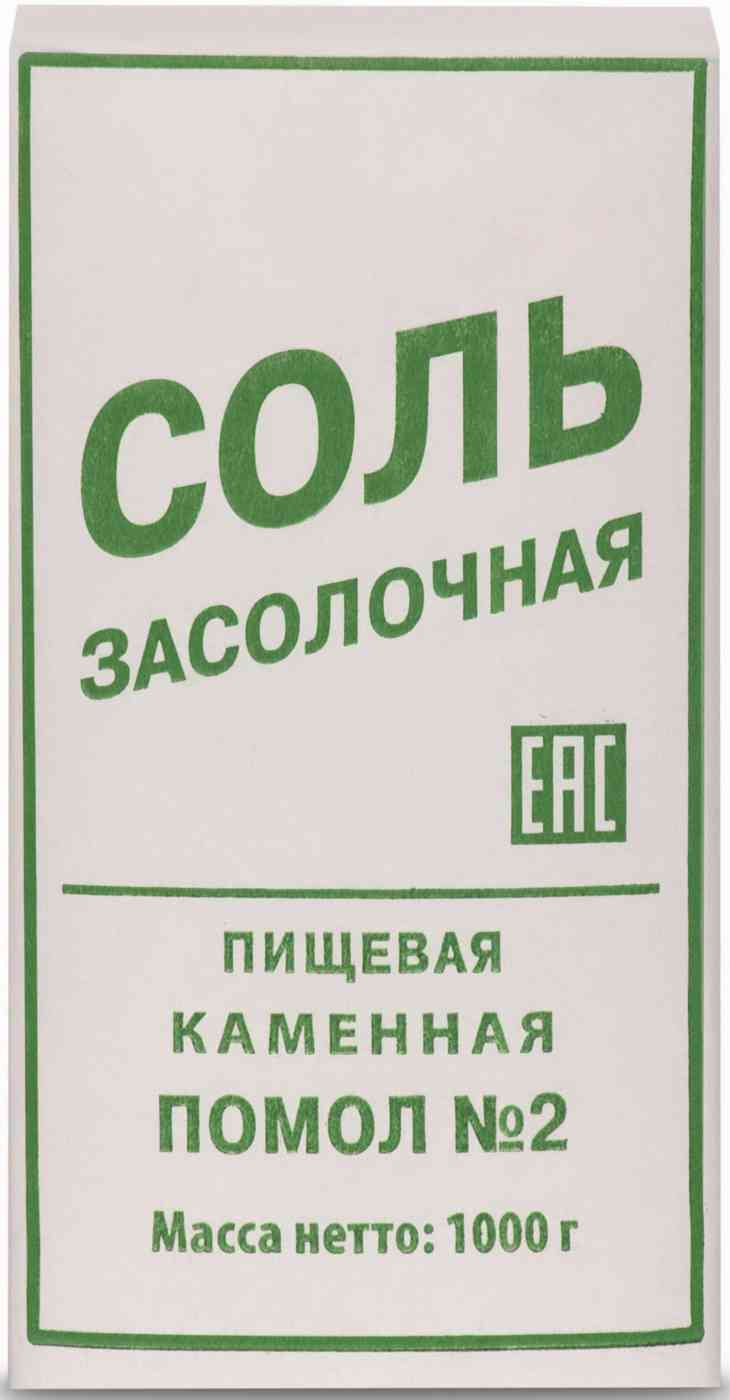 СОЛЬ
ЗАСОЛОЧНАЯ
EAC
ПИЩЕВАЯ
КАМЕННАЯ
ПОМОЛ №2
Масса нетто: 1000 г